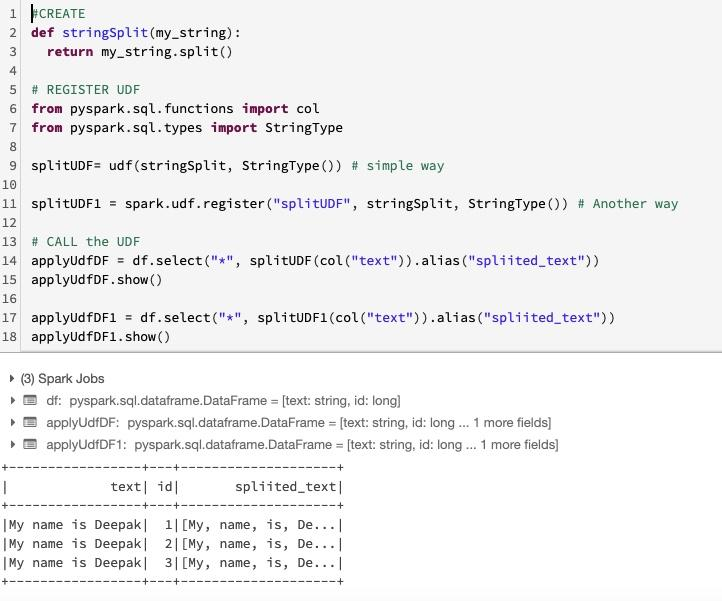 1 #CREATE
2 def stringSplit(my_string):
3   return my_string.split()
4
5 # REGISTER UDF
6 from pyspark.sql.functions import col
7 from pyspark.sql.types import StringType
8
9 splitUDF= udf(stringSplit, StringType()) # simple way
10
11 splitUDF1 = spark.udf.register("splitUDF", stringSplit, StringType()) # Another way
12
13 # CALL the UDF
14 applyUdfDF = df.select("*", splitUDF(col("text")).alias("spliited_text"))
15 applyUdfDF.show()
16
17 applyUdfDF1 = df.select("*", splitUDF1(col("text")).alias("spliited_text"))
18 applyUdfDF1.show()
(3) Spark Jobs
df: pyspark.sql.dataframe.DataFrame = [text: string, id: long]
applyUdfDF: pyspark.sql.dataframe.DataFrame = [text: string, id: long ... 1 more fields]
applyUdfDF1: pyspark.sql.dataframe.DataFrame = [text: string, id: long ... 1 more fields]
+-----------------+---+--------------------+
|             text| id|       spliited_text|
+-----------------+---+--------------------+
|My name is Deepak|  1|[My, name, is, De...|
|My name is Deepak|  2|[My, name, is, De...|
|My name is Deepak|  3|[My, name, is, De...|
+-----------------+---+--------------------+